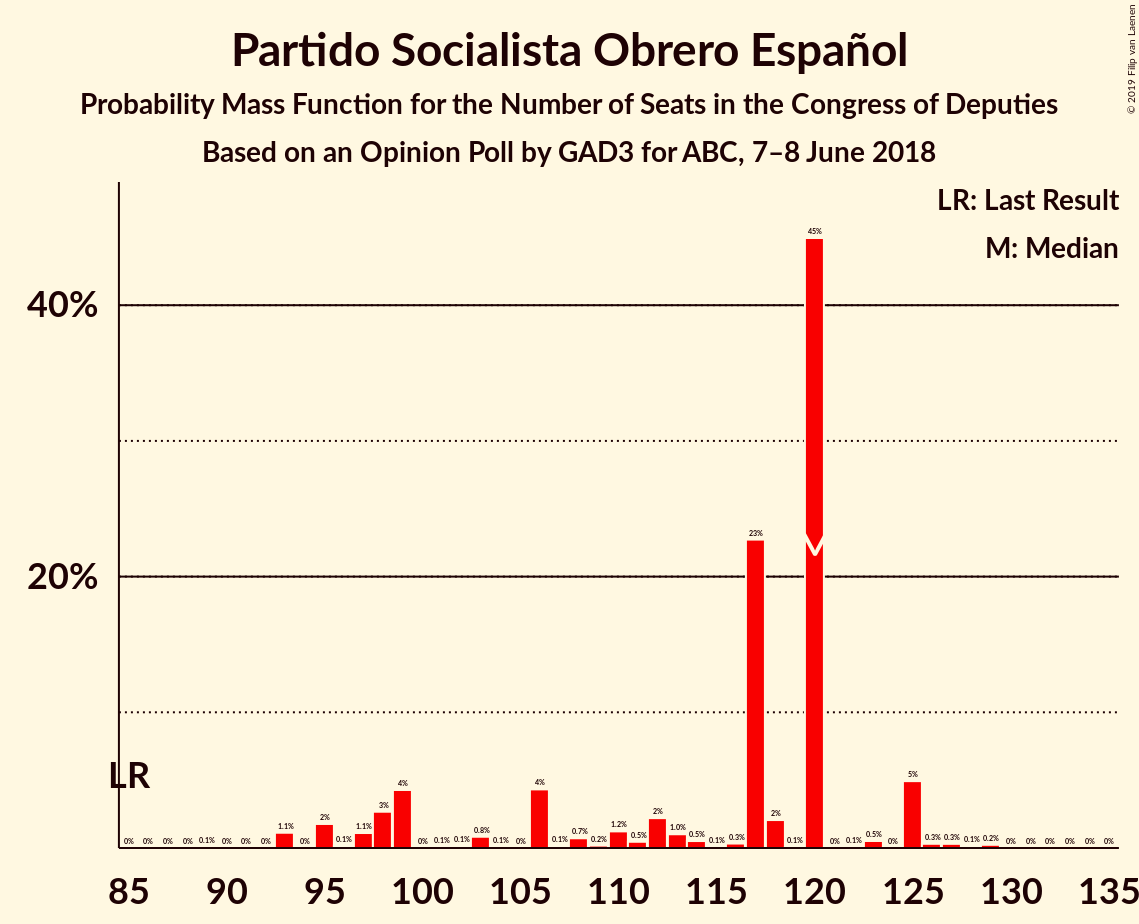 Partido Socialista Obrero Español
Probability Mass Function for the Number of Seats in the Congress of Deputies
Based on an Opinion Poll by GAD3 for ABC, 7–8 June 2018
© 2019 Filip van Laenen
LR: Last Result
M: Median
40%
20%
LR
M
0% 0% 0% 0% 0.1% 0% 0% 0% 1.1% 0% 2% 0.1% 1.1% 3% 4% 0% 0.1% 0.1% 0.8% 0.1% 0% 4% 0.1% 0.7% 0.2% 1.2% 0.5% 2% 1.0% 0.5% 0.1% 0.3% 23% 2% 0.1% 45% 0% 0.1% 0.5% 0% 5% 0.3% 0.3% 0.1% 0.2% 0% 0% 0% 0% 0% 0%
85 90 95 100 105 110 115 120 125 130 135